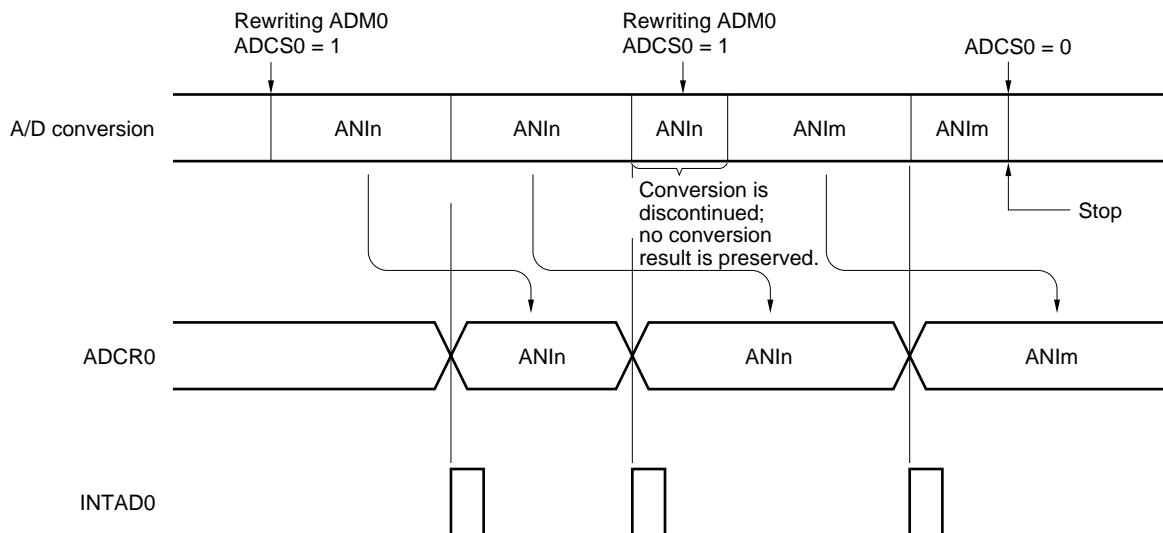 Rewriting ADM0
ADCS0 = 1
Rewriting ADM0
ADCS0 = 1
ADCS0 = 0
A/D conversion
ANIn
ANIn
ANIn
ANIm
ANIm
Conversion is
discontinued;
no conversion
result is preserved.
Stop
ADCR0
ANIn
ANIn
ANIm
INTAD0